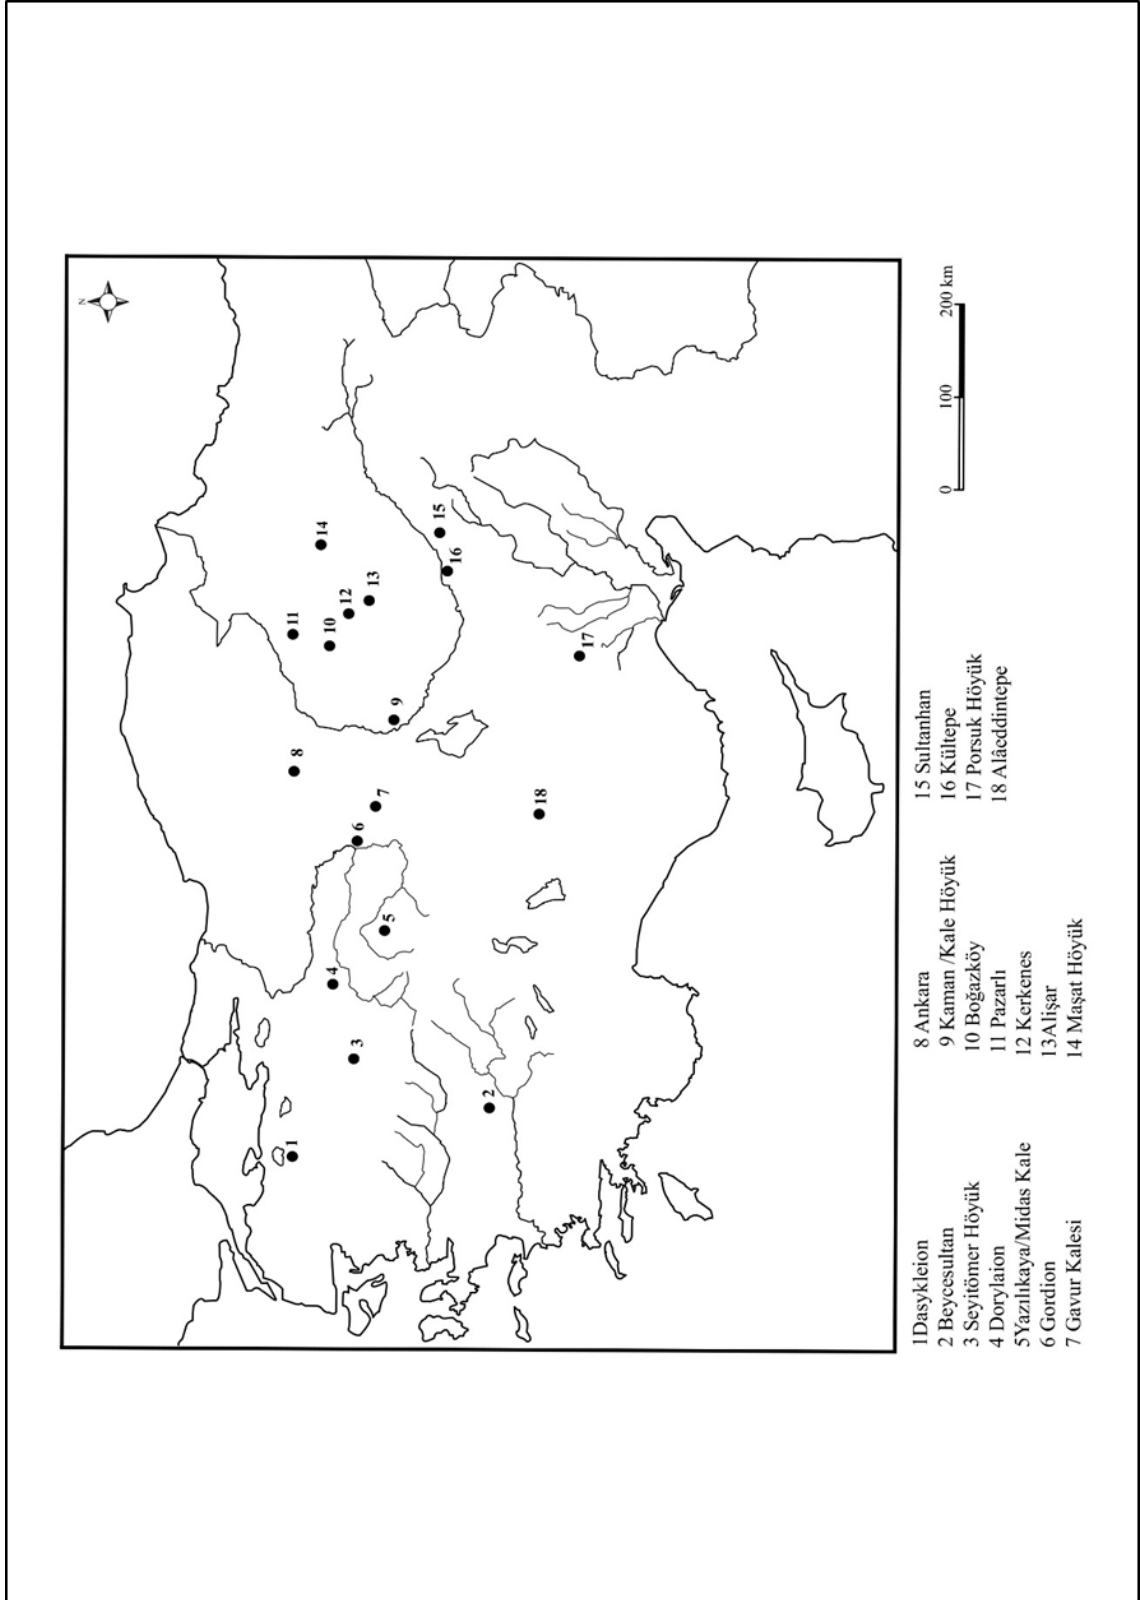 N
1
2
3
4
5
6
7
8
9
10
11
12
13
14
15
16
17
18
0 100 200 km
1Dasykleion
2 Beycesultan
3 Seyitömer Höyük
4 Dorylaion
5Yazılıkaya/Midas Kale
6 Gordion
7 Gavur Kalesi
8 Ankara
9 Kaman /Kale Höyük
10 Boğazköy
11 Pazarlı
12 Kerkenes
13Alişar
14 Maşat Höyük
15 Sultanhan
16 Kültepe
17 Porsuk Höyük
18 Alâeddintepe